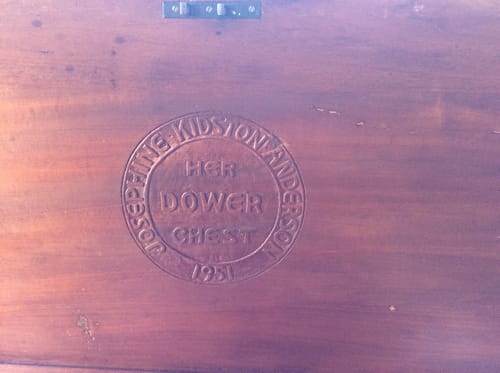 JOSEPHINE · KIDSTON ANDERSON
HER
DOWER
CHEST
1951